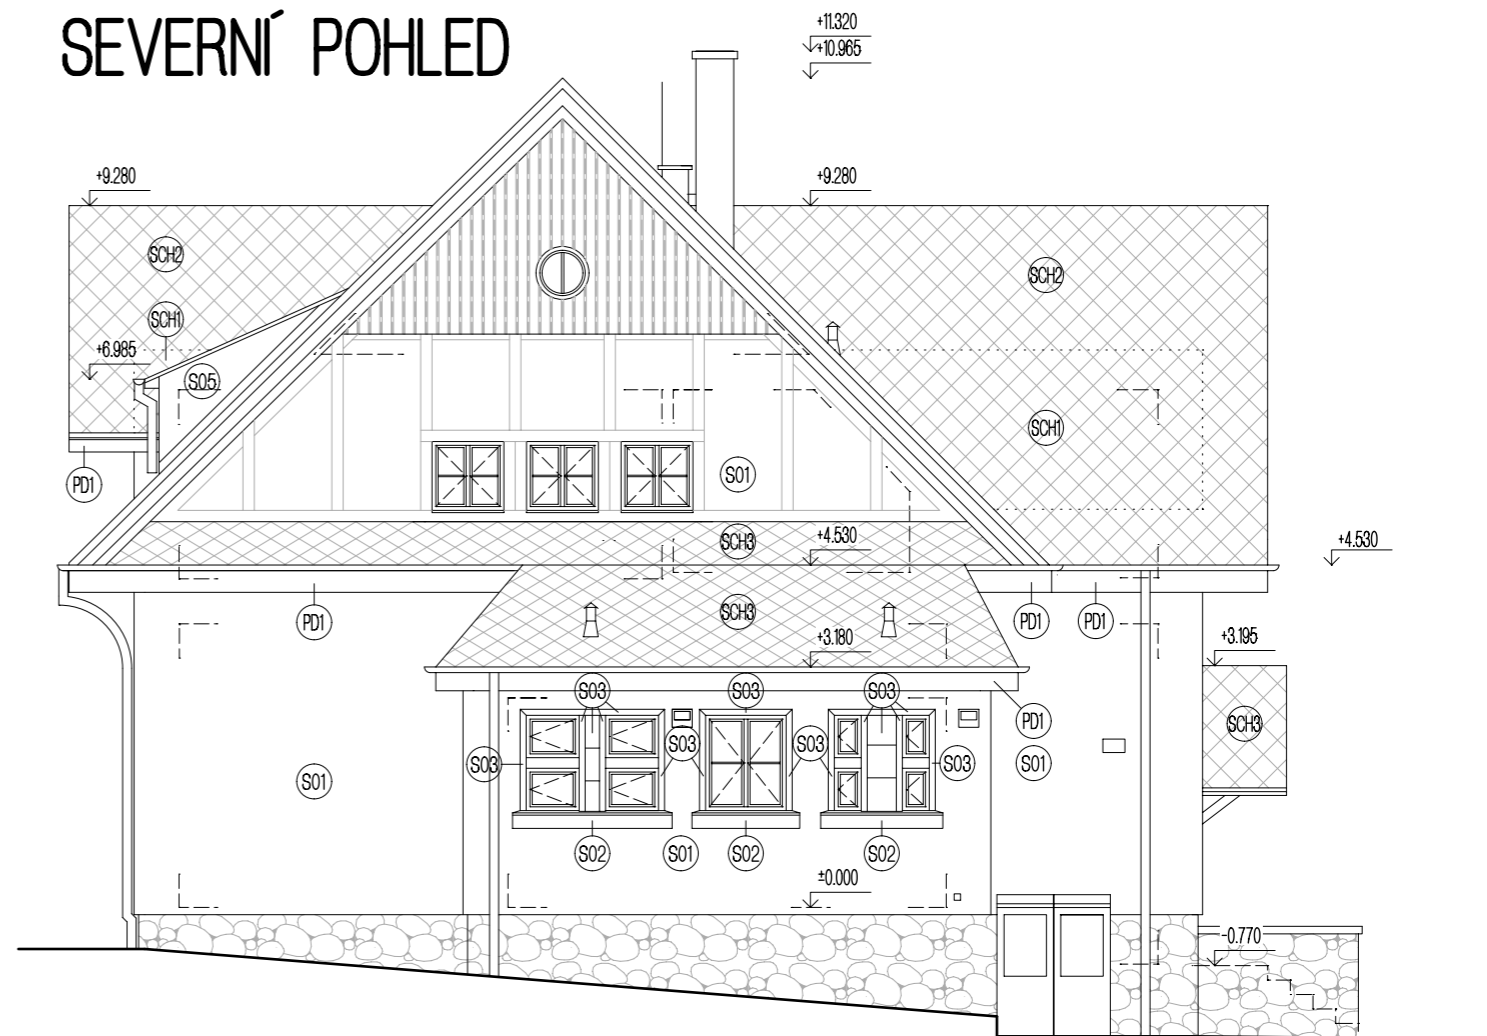 SEVERNÍ POHLED
+11.320
+10.965
+9.280
+9.280
SCH2
SCH2
SCH1
+6.985
S05
SCH1
PD1
S01
SCH3
+4.530
+4.530
SCH3
PD1
PD1
PD1
+3.180
+3.195
S03
S03
S03
PD1
SCH3
S03
S03
S03
S03
S01
S01
S02
S01
S02
S02
±0.000
-0.770